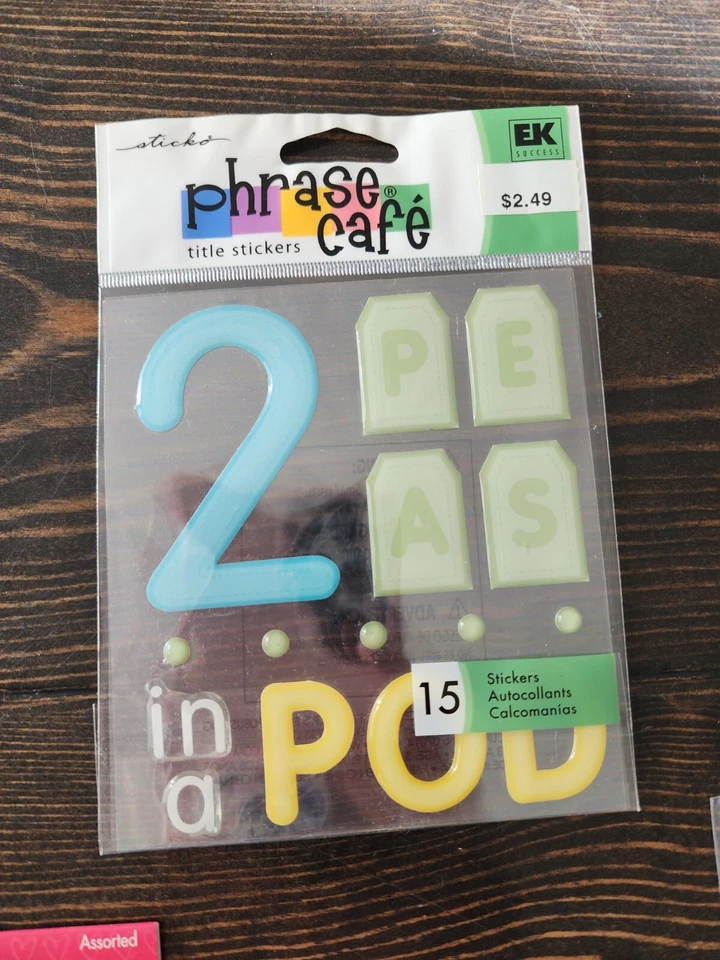 sticko
EK
SUCCESS
phrase®
café
title stickers
$2.49
2
P E
A S
in
a
POD
15
Stickers
Autocollants
Calcomanías
Assorted